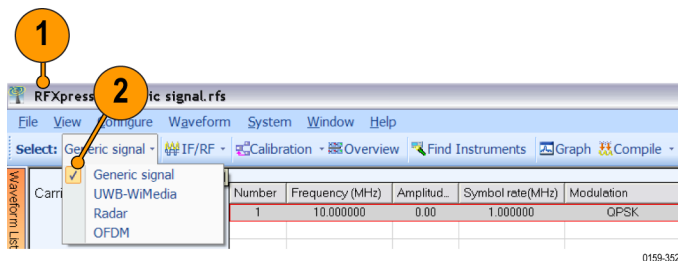 1
2
RFXpress ic signal.rfs
File View Configure Waveform System Window Help
Select: Generic signal IF/RF Calibration Overview Find Instruments Graph Compile
Waveform List
Generic signal
UWB-WiMedia
Radar
OFDM
Carri
Number Frequency (MHz) Amplitud... Symbol rate(MHz) Modulation
1 10.000000 0.00 1.000000 QPSK
0159-352